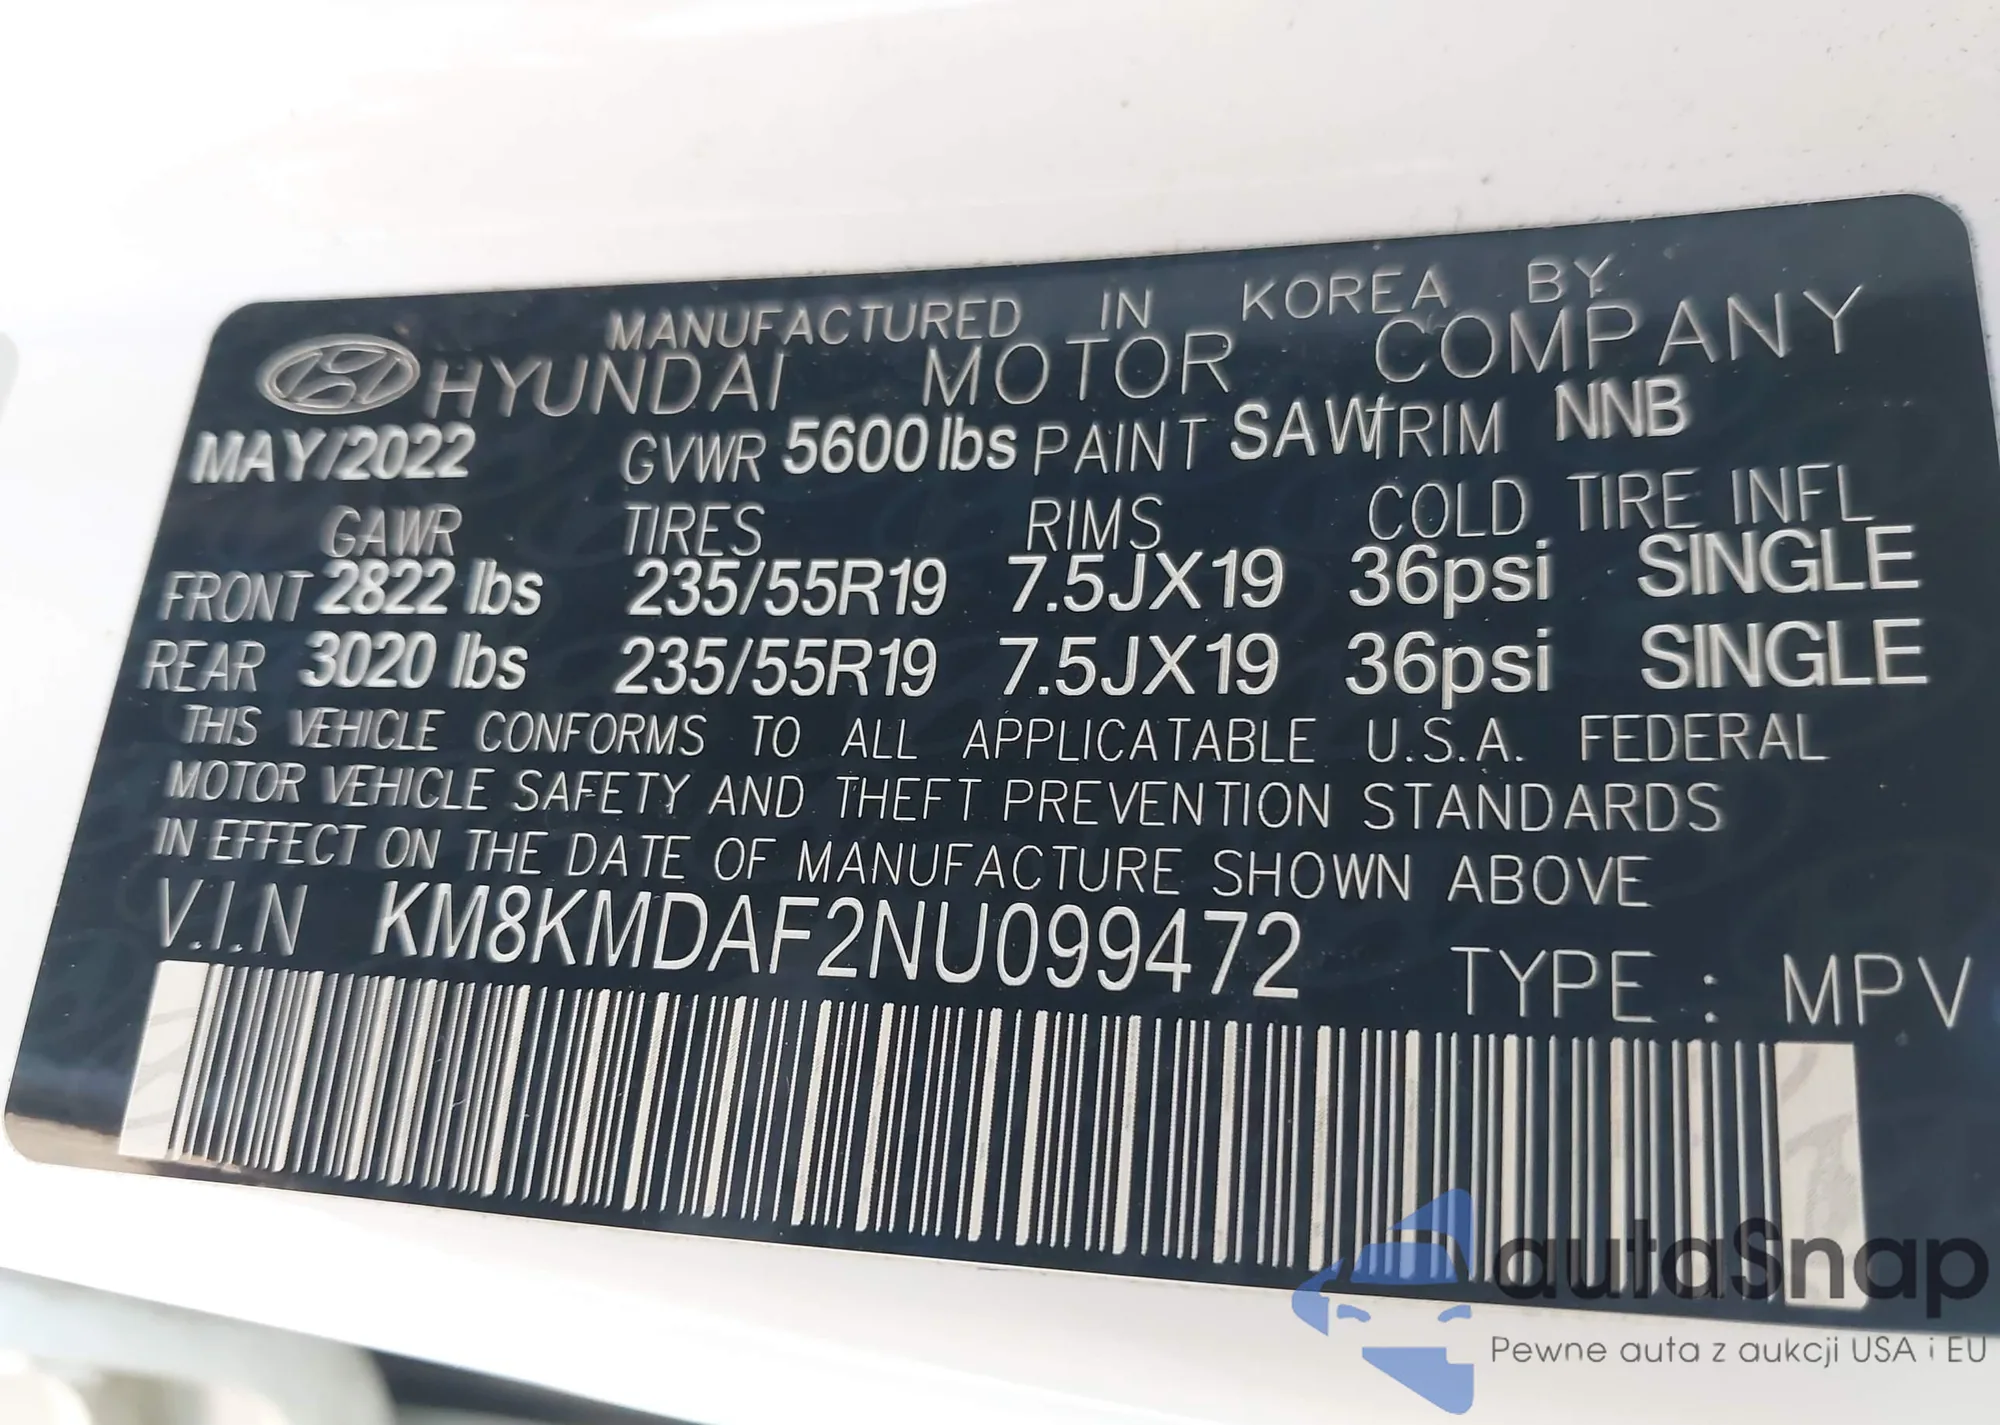 MANUFACTURED IN KOREA BY
HYUNDAI MOTOR COMPANY
MAY/2022 GVWR 5600 lbs PAINT SAW TRIM NNB
GAWR TIRES RIMS COLD TIRE INFL
FRONT 2822 lbs 235/55R19 7.5JX19 36psi SINGLE
REAR 3020 lbs 235/55R19 7.5JX19 36psi SINGLE
THIS VEHICLE CONFORMS TO ALL APPLICATABLE U.S.A. FEDERAL
MOTOR VEHICLE SAFETY AND THEFT PREVENTION STANDARDS
IN EFFECT ON THE DATE OF MANUFACTURE SHOWN ABOVE
V.I.N KM8KMDAF2NU099472
TYPE : MPV
autaSnap
Pewne auta z aukcji USA i EU